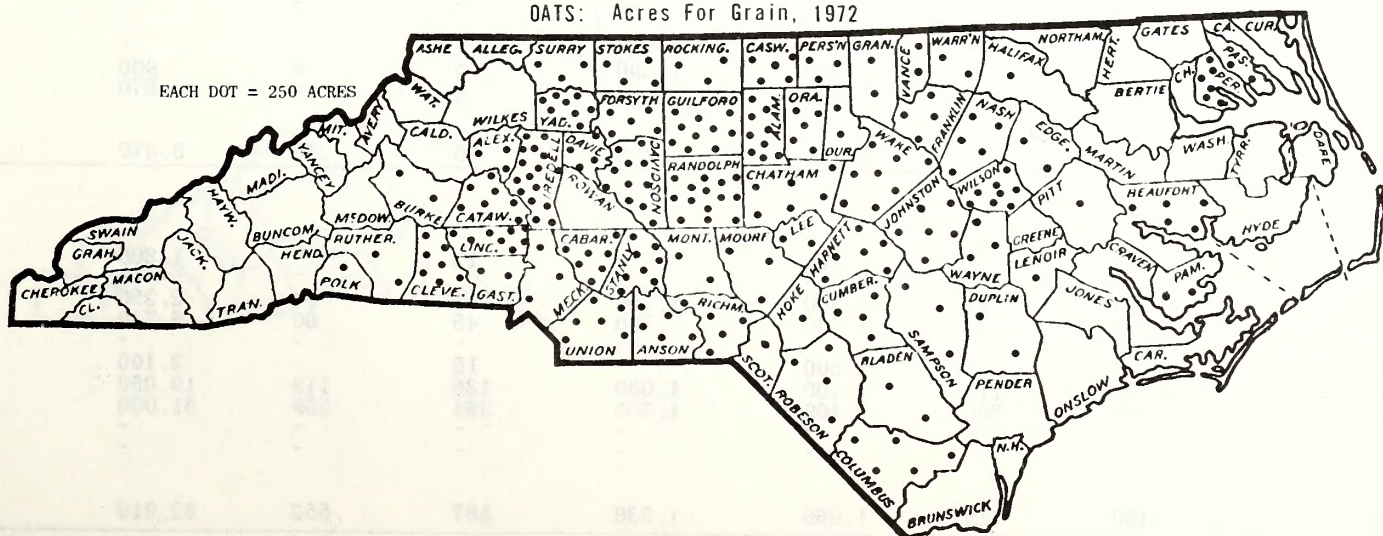 OATS: Acres For Grain, 1972
EACH DOT = 250 ACRES
ASHE
ALLEG.
SURRY
STOKES
ROCKING.
CASW.
PERS'N
GRAN.
VANCE
WARR'N
HALIFAX
NORTHAM.
HERT.
GATES
CA.
CUR.
PAS.
PER.
CH.
BERTIE
WAT.
WILKES
YAD.
FORSYTH
GUILFORD
ALAM.
ORA.
DUR.
FRANKLIN
NASH
EDGE.
MARTIN
WASH.
TYRR.
DARE
MIT.
AVERY
CALD.
ALEX.
IREDELL
DAVIE
DAVIDSON
RANDOLPH
CHATHAM
WAKE
WILSON
PITT
BEAUFORT
HYDE
YANCEY
MADI.
BURKE
CATAW.
ROWAN
JOHNSTON
GREENE
HAYW.
BUNCOM.
McDOW.
LINC.
CABAR.
STANLY
MONT.
MOORE
LEE
HARNETT
WAYNE
LENOIR
CRAVEN
PAM.
SWAIN
GRAH.
JACK.
HEND.
RUTHER.
POLK
CLEVE.
GAST.
MECK.
CHEROKEE
MACON
CL.
TRAN.
UNION
ANSON
RICHM.
HOKE
CUMBER.
SAMPSON
DUPLIN
JONES
CAR.
SCOT.
ROBESON
BLADEN
PENDER
ONSLOW
COLUMBUS
N.H.
BRUNSWICK